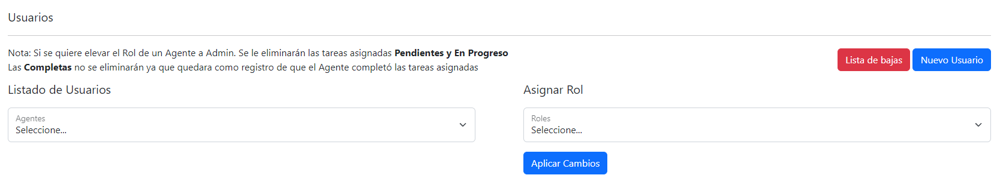 Usuarios
Nota: Si se quiere elevar el Rol de un Agente a Admin. Se le eliminarán las tareas asignadas Pendientes y En Progreso
Las Completas no se eliminarán ya que quedara como registro de que el Agente completó las tareas asignadas
Lista de bajas
Nuevo Usuario
Listado de Usuarios
Agentes
Seleccione...
Asignar Rol
Roles
Seleccione...
Aplicar Cambios